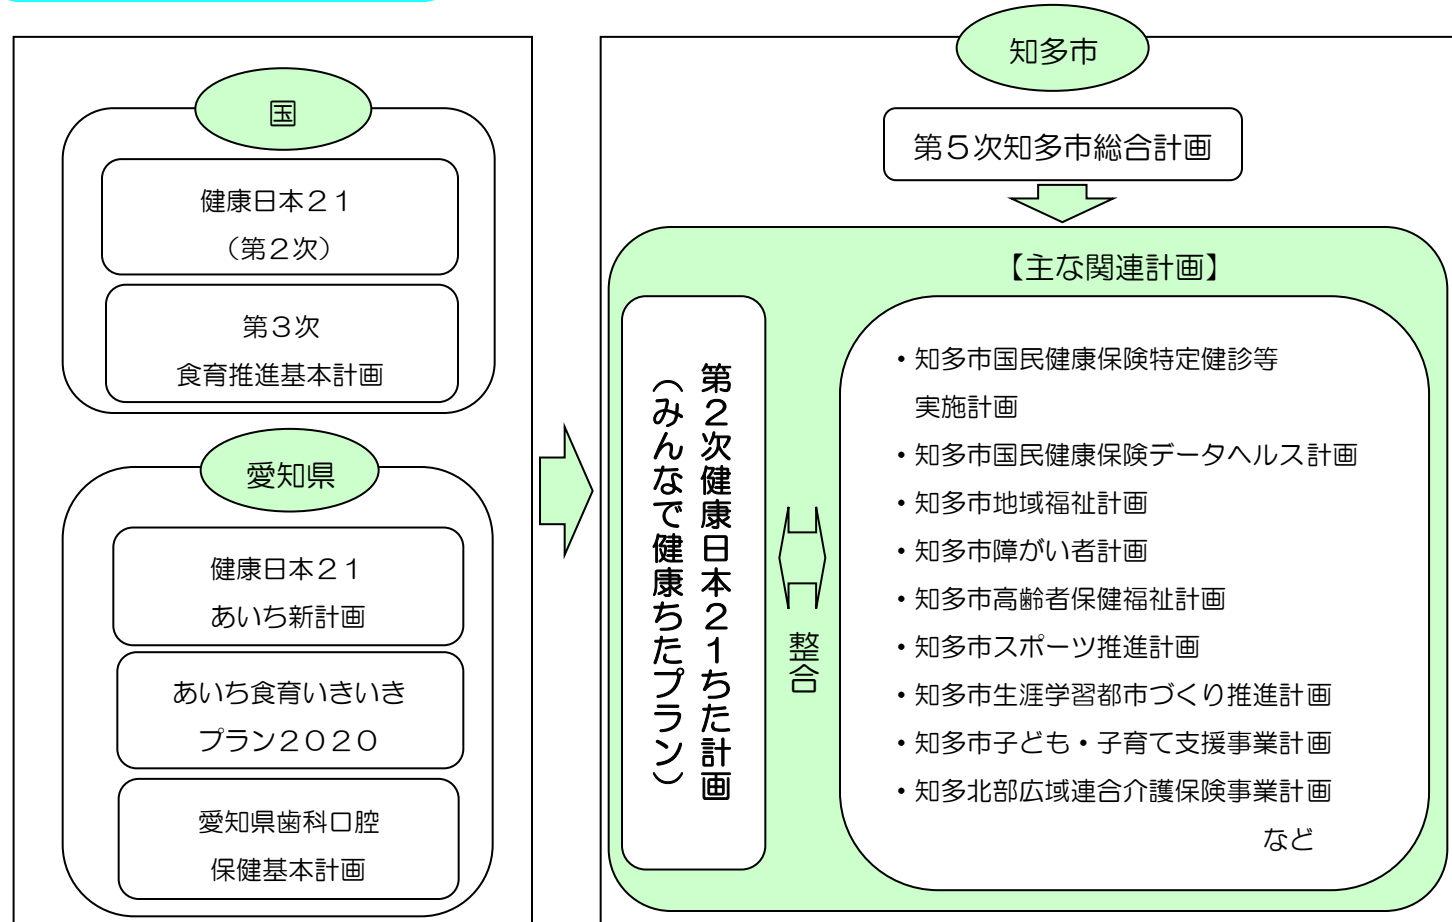 国
健康日本２１
（第２次）
第３次
食育推進基本計画
愛知県
健康日本２１
あいち新計画
あいち食育いきいき
プラン２０２０
愛知県歯科口腔
保健基本計画
知多市
第５次知多市総合計画
【主な関連計画】
第２次健康日本２１ちた計画
（みんなで健康ちたプラン）
整合
・知多市国民健康保険特定健診等
実施計画
・知多市国民健康保険データヘルス計画
・知多市地域福祉計画
・知多市障がい者計画
・知多市高齢者保健福祉計画
・知多市スポーツ推進計画
・知多市生涯学習都市づくり推進計画
・知多市子ども・子育て支援事業計画
・知多北部広域連合介護保険事業計画
など